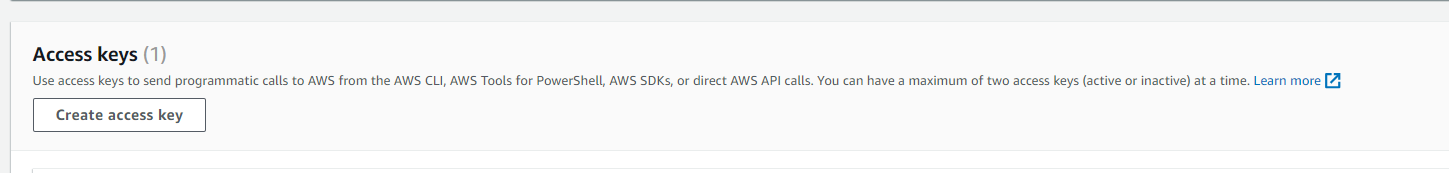 Access keys (1)
Use access keys to send programmatic calls to AWS from the AWS CLI, AWS Tools for PowerShell, AWS SDKs, or direct AWS API calls. You can have a maximum of two access keys (active or inactive) at a time. Learn more
Create access key